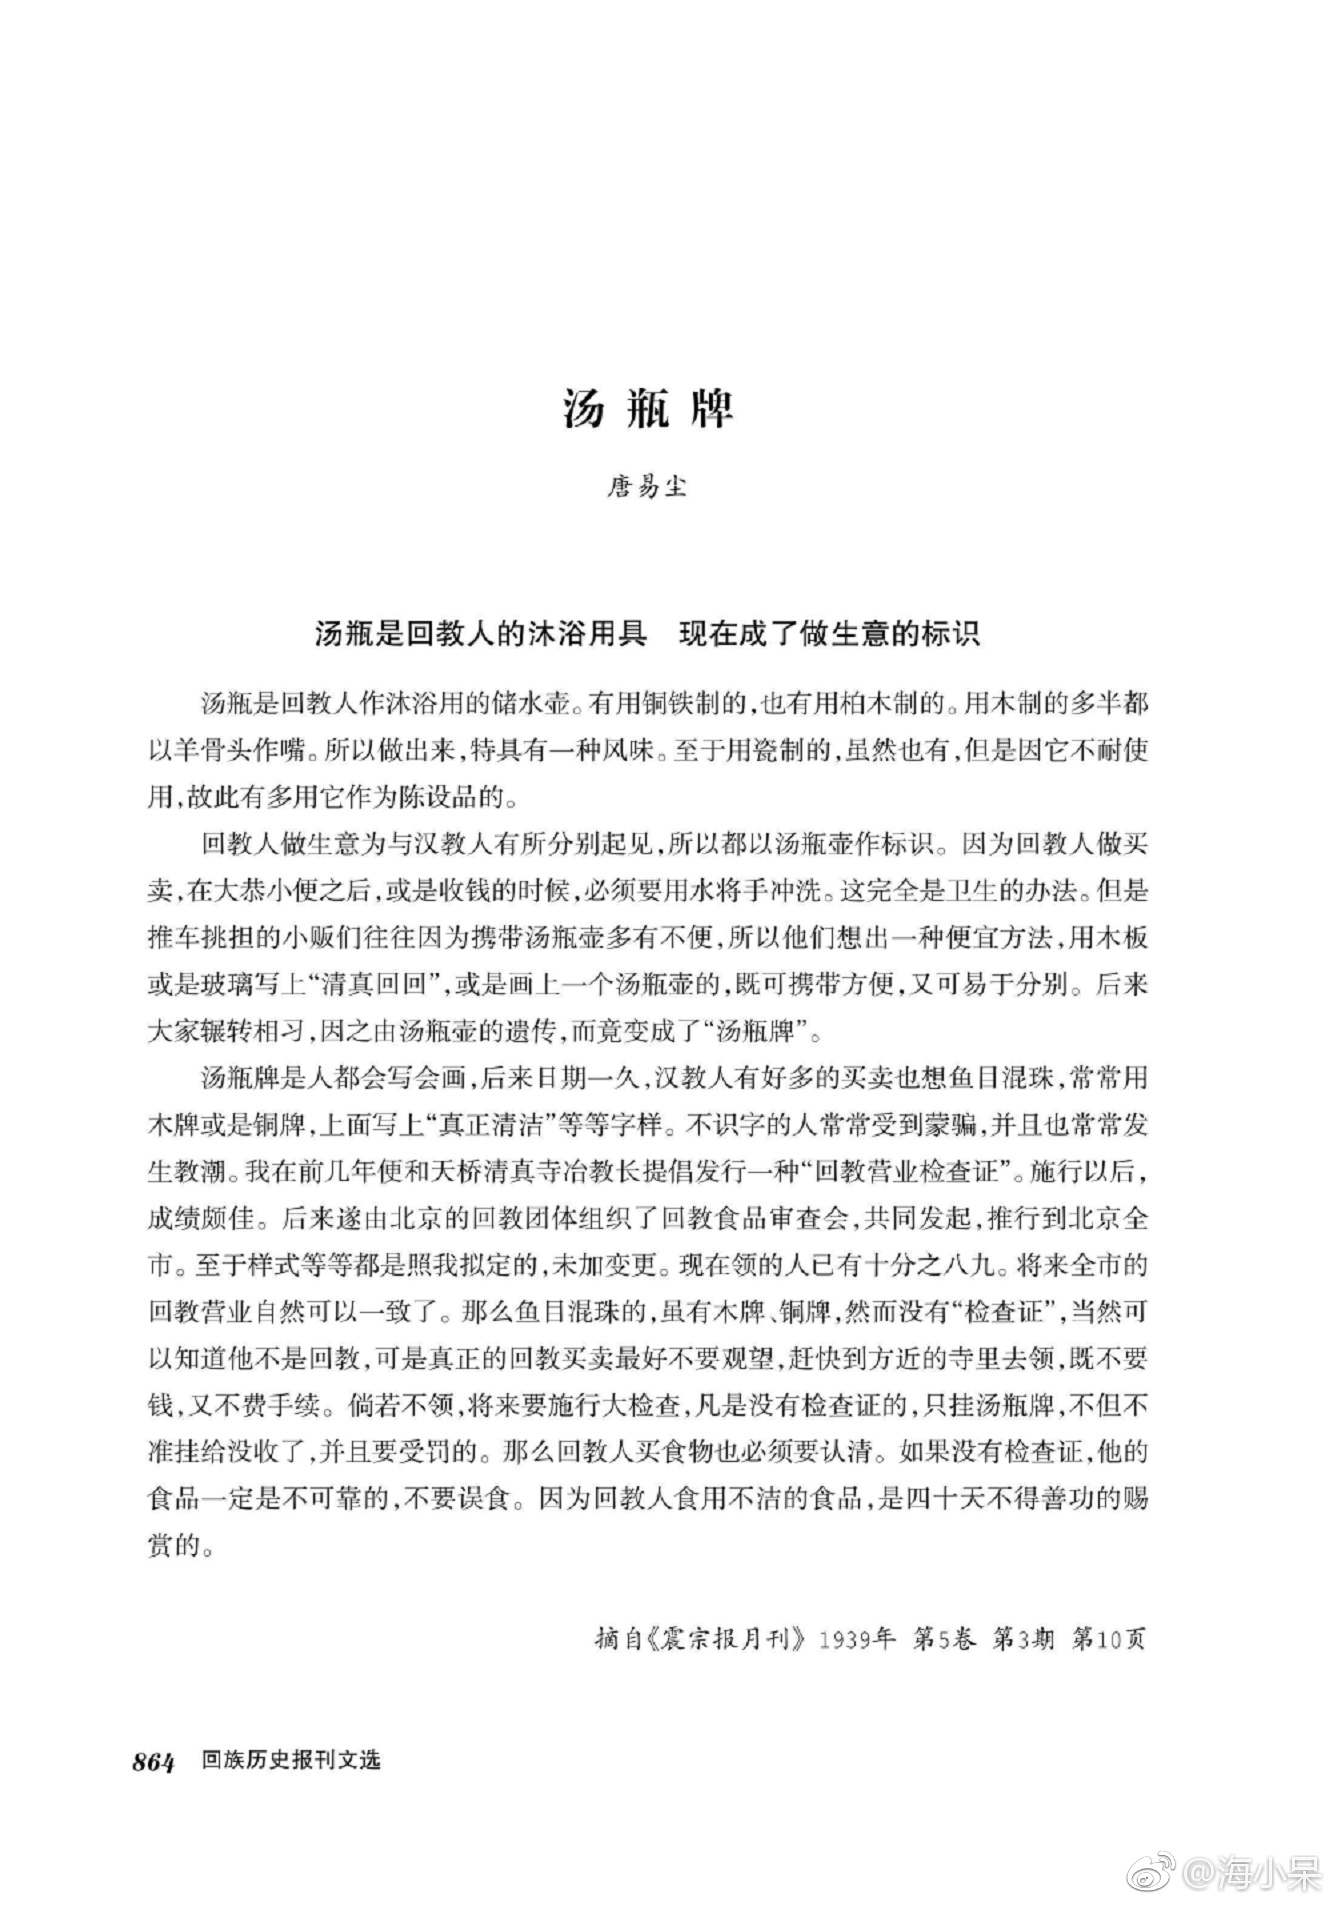 汤瓶牌
唐易尘
汤瓶是回教人的沐浴用具 现在成了做生意的标识
汤瓶是回教人作沐浴用的储水壶。有用铜铁制的，也有用柏木制的。用木制的多半都
以羊骨头作嘴。所以做出来，特具有一种风味。至于用瓷制的，虽然也有，但是因它不耐使
用，故此有多用它作为陈设品的。
回教人做生意为与汉教人有所分别起见，所以都以汤瓶壶作标识。因为回教人做买
卖，在大恭小便之后，或是收钱的时候，必须要用水将手冲洗。这完全是卫生的办法。但是
推车挑担的小贩们往往因为携带汤瓶壶多有不便，所以他们想出一种便宜方法，用木板
或是玻璃写上“清真回回”，或是画上一个汤瓶壶的，既可携带方便，又可易于分别。后来
大家辗转相习，因之由汤瓶壶的遗传，而竟变成了“汤瓶牌”。
汤瓶牌是人都会写会画，后来日期一久，汉教人有好多的买卖也想鱼目混珠，常常用
木牌或是铜牌，上面写上“真正清洁”等等字样。不识字的人常常受到蒙骗，并且也常常发
生教潮。我在前几年便和天桥清真寺冶教长提倡发行一种“回教营业检查证”。施行以后，
成绩颇佳。后来遂由北京的回教团体组织了回教食品审查会，共同发起，推行到北京全
市。至于样式等等都是照我拟定的，未加变更。现在领的人已有十分之八九。将来全市的
回教营业自然可以一致了。那么鱼目混珠的，虽有木牌、铜牌，然而没有“检查证”，当然可
以知道他不是回教，可是真正的回教买卖最好不要观望，赶快到方近的寺里去领，既不要
钱，又不费手续。倘若不领，将来要施行大检查，凡是没有检查证的，只挂汤瓶牌，不但不
准挂给没收了，并且要受罚的。那么回教人买食物也必须要认清。如果没有检查证，他的
食品一定是不可靠的，不要误食。因为回教人食用不洁的食品，是四十天不得善功的赐
赏的。
摘自《震宗报月刊》1939年 第5卷 第3期 第10页
864 回族历史报刊文选
@海小呆